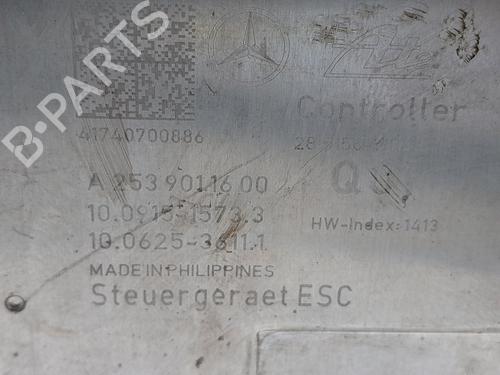 B-PARTS
Controller
41740700886
A 253 901 16 00
10.0915-1573.3
HW-Index: 1413
10.0625-3611.1
MADE IN PHILIPPINES
Steuergeraet ESC